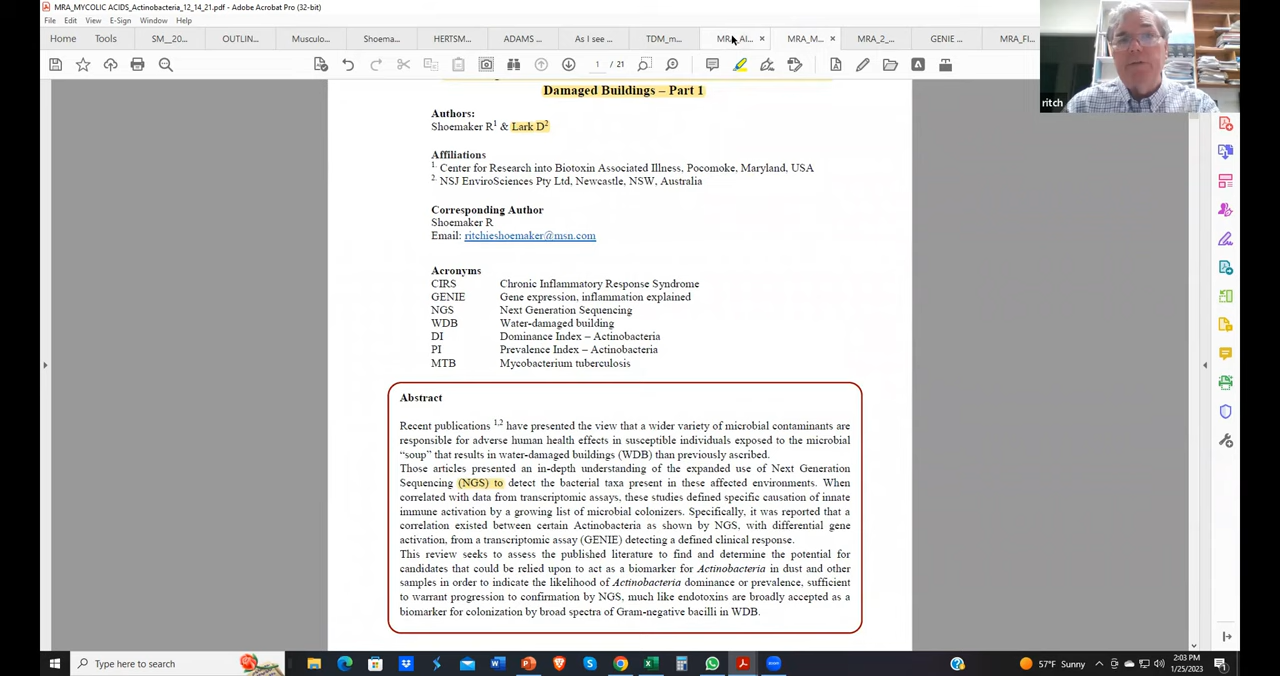 MRA_MYCOLIC ACIDS_Actinobacteria_12_14_21.pdf - Adobe Acrobat Pro (32-bit)
File Edit View E-Sign Window Help
Home Tools SM__20... OUTLIN... Musculo... Shoema... HERTSM... ADAMS ... As I see ... TDM_m... MRA_AI... × MRA_M... × MRA_2_... GENIE ... MRA_FI...
1 / 21
ritch
Damaged Buildings – Part 1
Authors:
Shoemaker R1 & Lark D2
Affiliations
1. Center for Research into Biotoxin Associated Illness, Pocomoke, Maryland, USA
2. NSJ EnviroSciences Pty Ltd, Newcastle, NSW, Australia
Corresponding Author
Shoemaker R
Email: ritchieshoemaker@msn.com
Acronyms
CIRS Chronic Inflammatory Response Syndrome
GENIE Gene expression, inflammation explained
NGS Next Generation Sequencing
WDB Water-damaged building
DI Dominance Index – Actinobacteria
PI Prevalence Index – Actinobacteria
MTB Mycobacterium tuberculosis
Abstract
Recent publications 1,2 have presented the view that a wider variety of microbial contaminants are
responsible for adverse human health effects in susceptible individuals exposed to the microbial
“soup” that results in water-damaged buildings (WDB) than previously ascribed.
Those articles presented an in-depth understanding of the expanded use of Next Generation
Sequencing (NGS) to detect the bacterial taxa present in these affected environments. When
correlated with data from transcriptomic assays, these studies defined specific causation of innate
immune activation by a growing list of microbial colonizers. Specifically, it was reported that a
correlation existed between certain Actinobacteria as shown by NGS, with differential gene
activation, from a transcriptomic assay (GENIE) detecting a defined clinical response.
This review seeks to assess the published literature to find and determine the potential for
candidates that could be relied upon to act as a biomarker for Actinobacteria in dust and other
samples in order to indicate the likelihood of Actinobacteria dominance or prevalence, sufficient
to warrant progression to confirmation by NGS, much like endotoxins are broadly accepted as a
biomarker for colonization by broad spectra of Gram-negative bacilli in WDB.
Type here to search
57°F Sunny
2:03 PM
1/25/2023